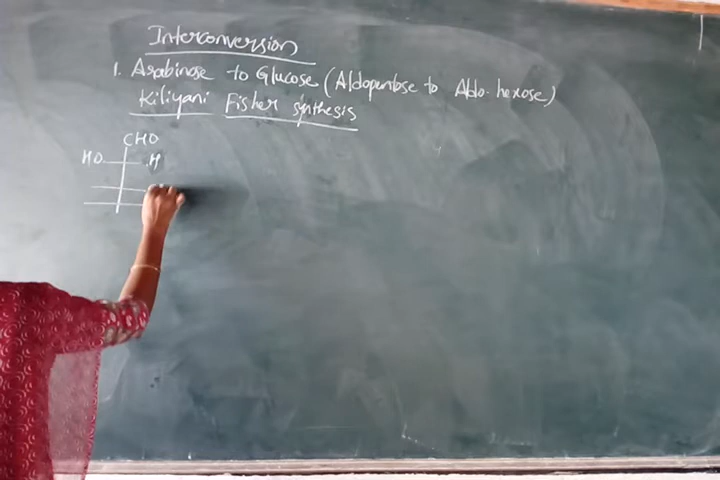 Interconversion
1. Arabinose to Glucose (Aldopentose to Aldo-hexose)
Kiliyani Fisher synthesis
CHO
HO H